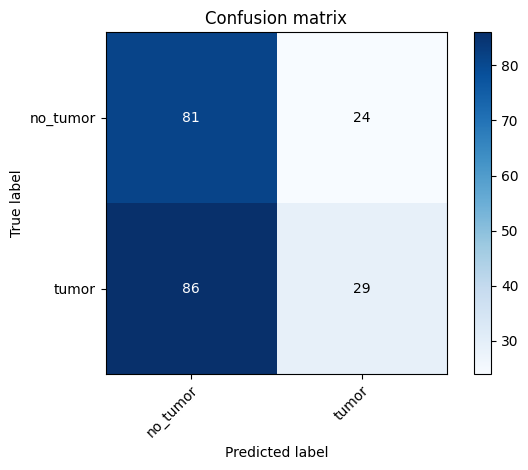 Confusion matrix
no_tumor
81
24
tumor
86
29
no_tumor
tumor
True label
Predicted label
80
70
60
50
40
30